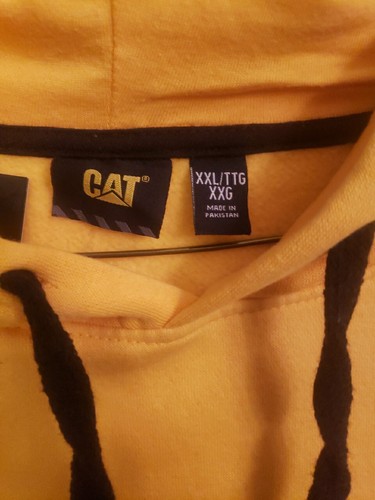 CAT®
XXL/TTG
XXG
MADE IN
PAKISTAN